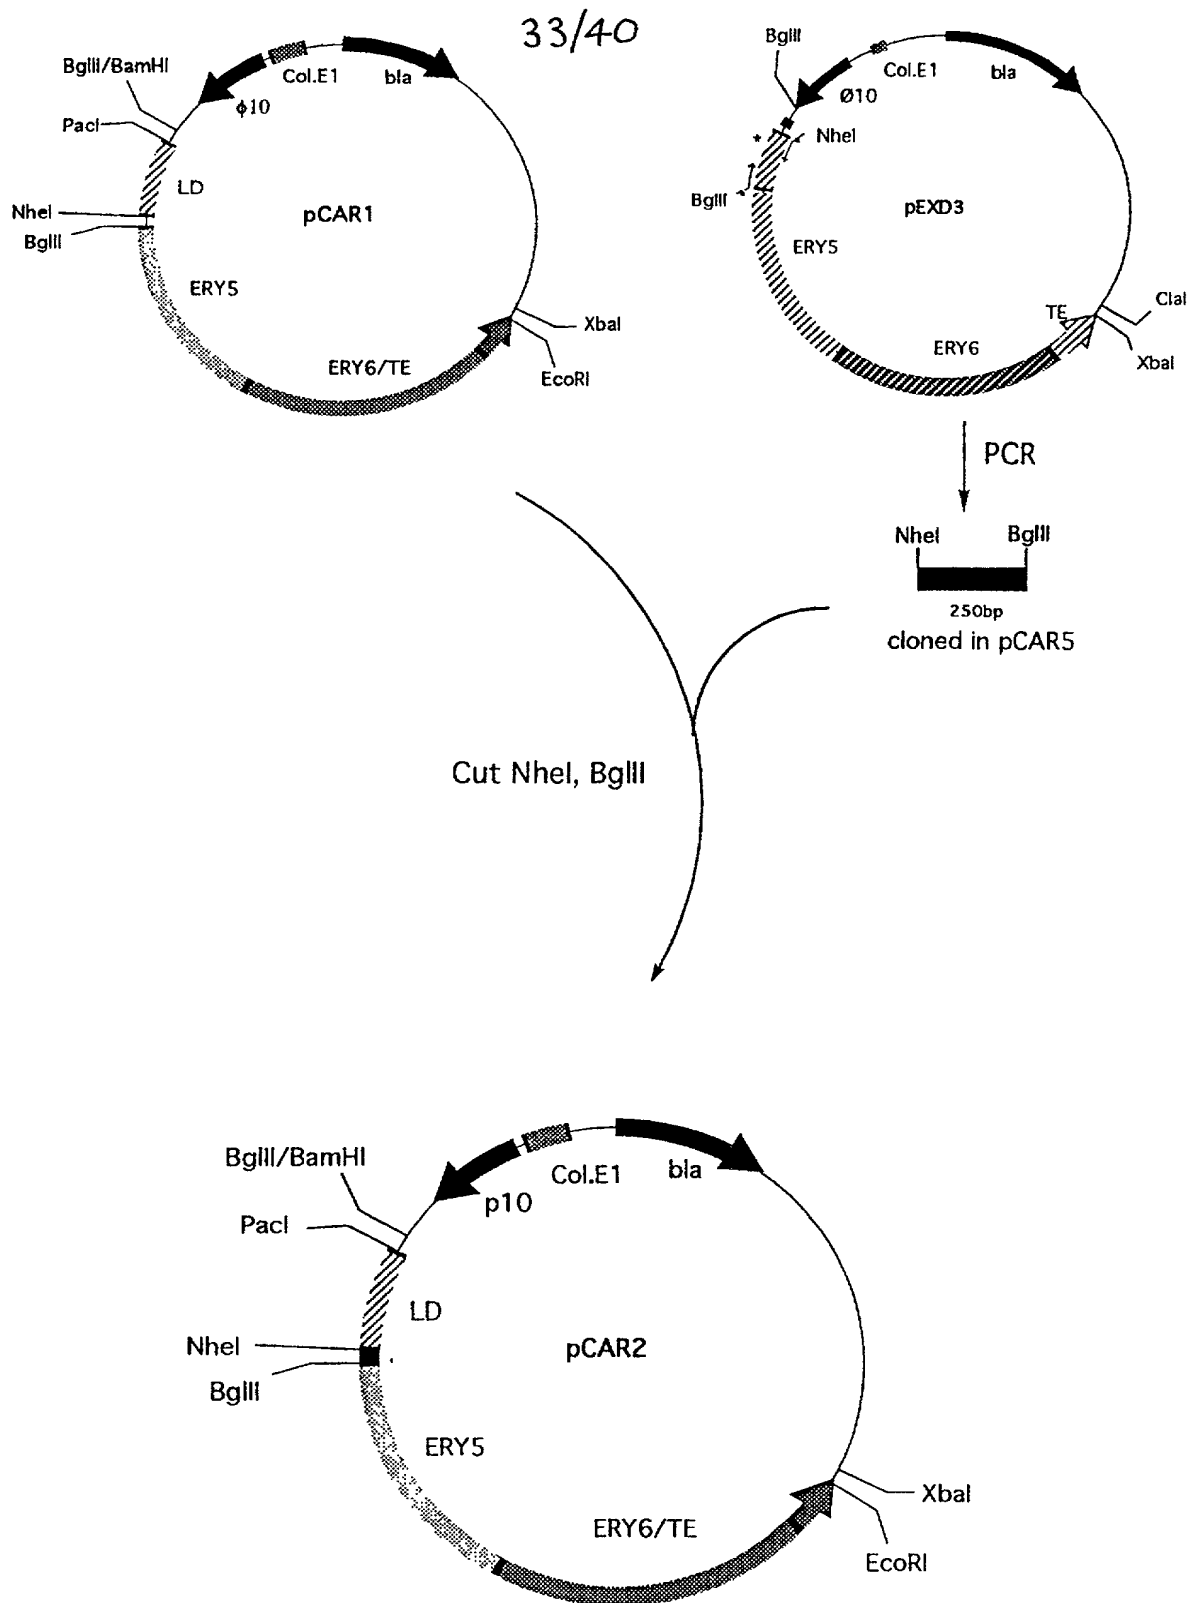 33/40
BglII/BamHI
PacI
ϕ10
Col.E1
bla
LD
NheI
BglII
pCAR1
ERY5
ERY6/TE
XbaI
EcoRI
BglII
Ø10
Col.E1
bla
*
NheI
BglII
pEXD3
ERY5
ERY6
TE
ClaI
XbaI
PCR
NheI BglII
250bp
cloned in pCAR5
Cut NheI, BglII
BglII/BamHI
PacI
p10
Col.E1
bla
LD
NheI
BglII
pCAR2
ERY5
ERY6/TE
XbaI
EcoRI